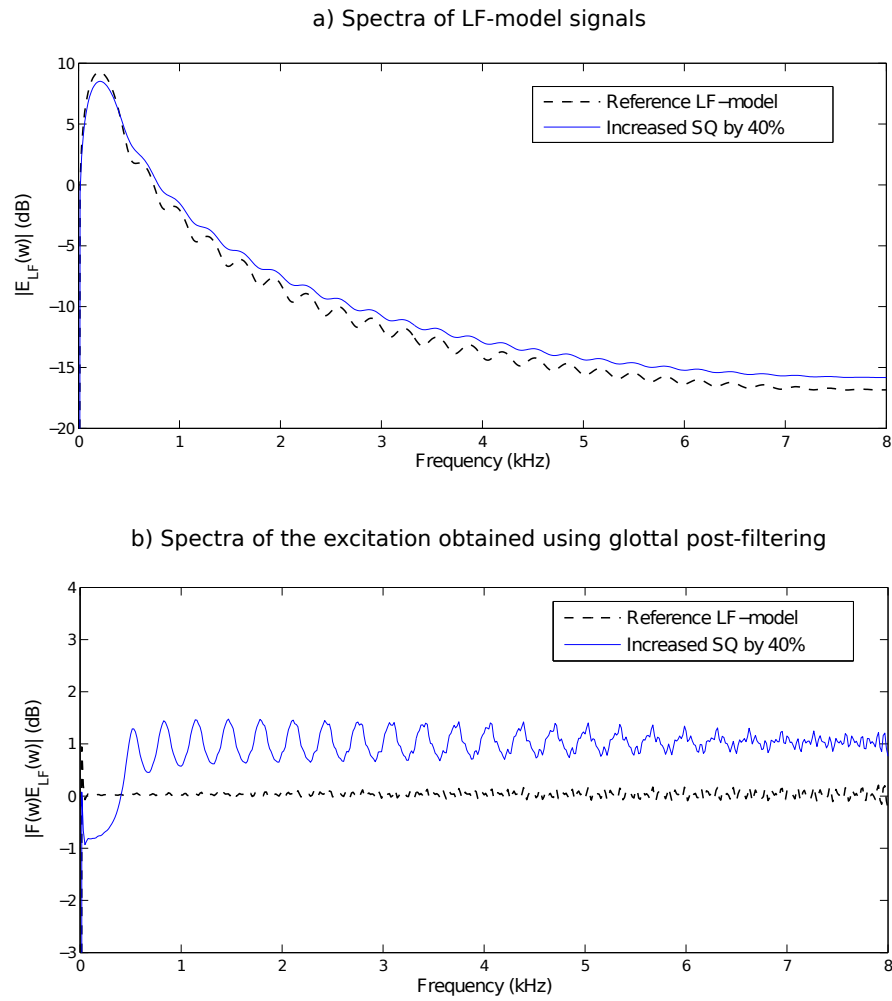 a) Spectra of LF-model signals
10
5
0
−5
−10
−15
−20
|E_LF(w)| (dB)
Reference LF−model
Increased SQ by 40%
0 1 2 3 4 5 6 7 8
Frequency (kHz)
b) Spectra of the excitation obtained using glottal post-filtering
4
3
2
1
0
−1
−2
−3
|F(w)E_LF(w)| (dB)
Reference LF−model
Increased SQ by 40%
0 1 2 3 4 5 6 7 8
Frequency (kHz)